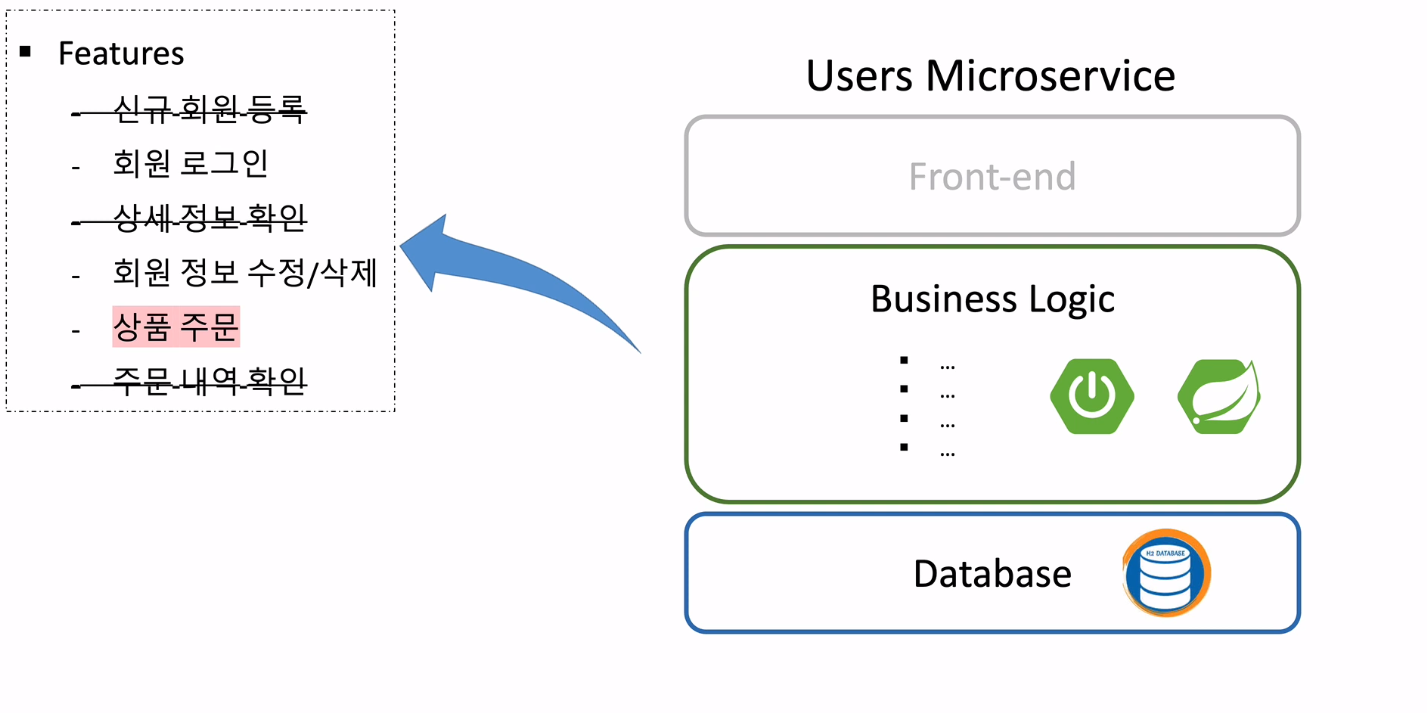 Features
- 신규 회원 등록
- 회원 로그인
- 상세 정보 확인
- 회원 정보 수정/삭제
- 상품 주문
- 주문 내역 확인
Users Microservice
Front-end
Business Logic
...
...
...
...
Database
H2 DATABASE